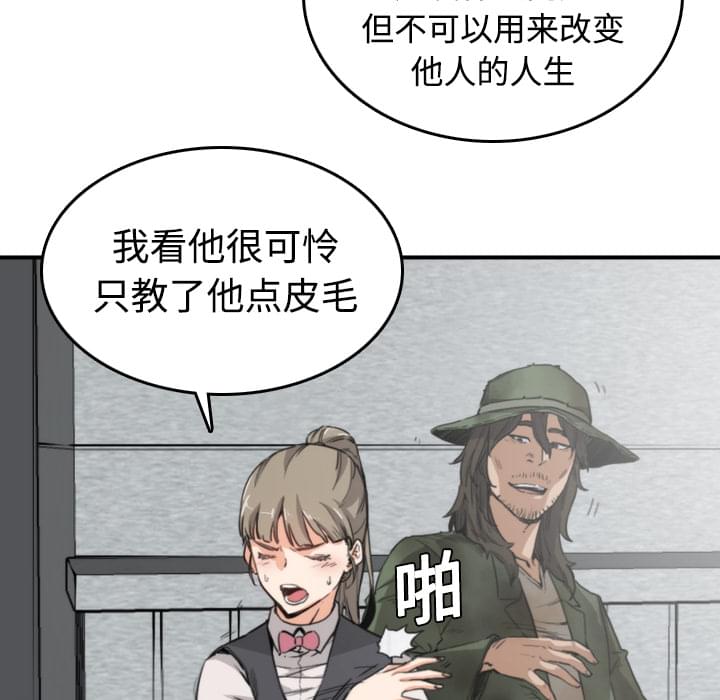 但不可以用来改变
他人的人生
我看他很可怜
只教了他点皮毛
啪